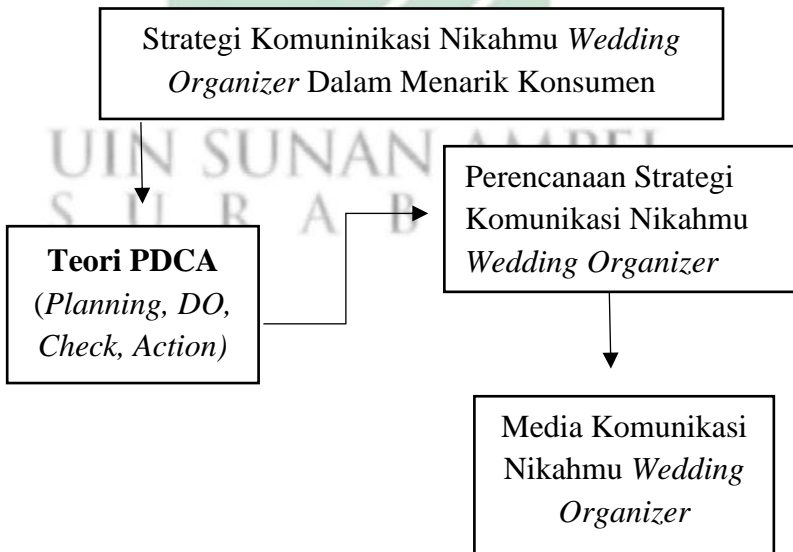 Strategi Komuninikasi Nikahmu Wedding
Organizer Dalam Menarik Konsumen
UIN SUNAN AMPEL
S U R A B
Teori PDCA
(Planning, DO,
Check, Action)
Perencanaan Strategi
Komunikasi Nikahmu
Wedding Organizer
Media Komunikasi
Nikahmu Wedding
Organizer